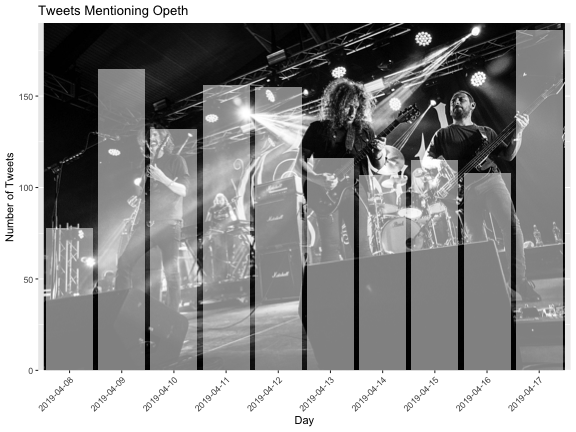 Tweets Mentioning Opeth
Number of Tweets
150
100
50
0
2019-04-08
2019-04-09
2019-04-10
2019-04-11
2019-04-12
2019-04-13
2019-04-14
2019-04-15
2019-04-16
2019-04-17
Day
Marshall
Marshall